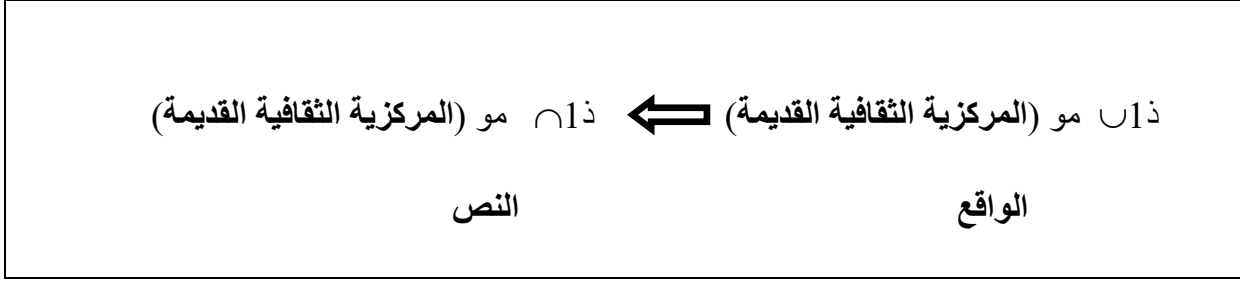 ذ1∪ مو (المركزية الثقافية القديمة) ⇐ ذ1∩ مو (المركزية الثقافية القديمة)
الواقع النص